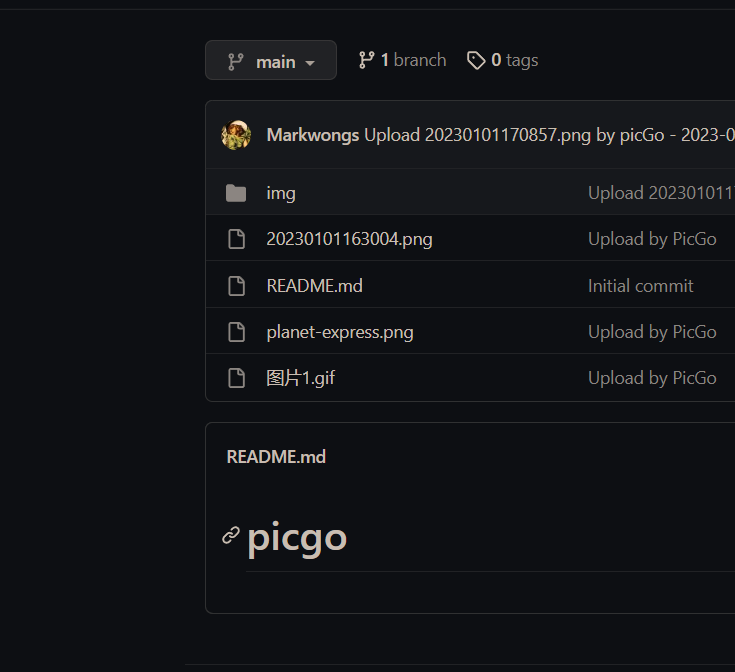 main 1 branch 0 tags
Markwongs Upload 20230101170857.png by picGo - 2023-0
img Upload 202301011
20230101163004.png Upload by PicGo
README.md Initial commit
planet-express.png Upload by PicGo
图片1.gif Upload by PicGo
README.md
picgo